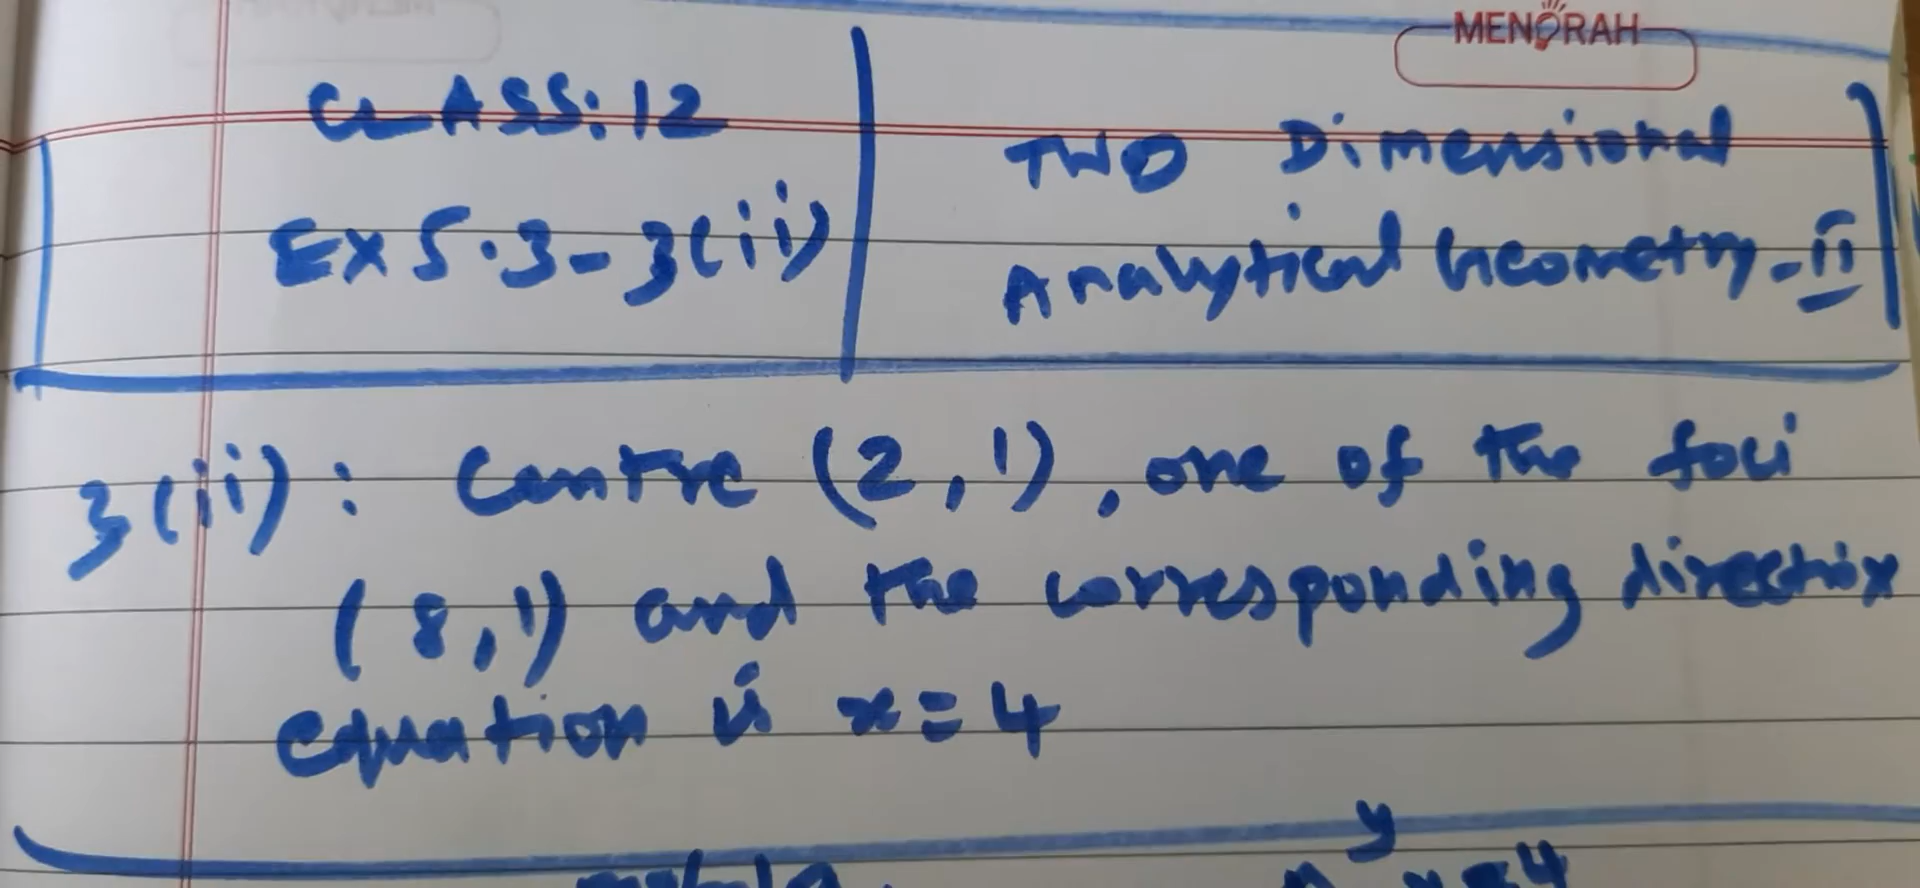 MENORAH
CLASS: 12
EX 5.3-3(ii)
TWO Dimensional
Analytical Geometry-II
3(ii): Centre (2,1), one of the foci
(8,1) and the corresponding directrix
equation is x=4
y
x=4